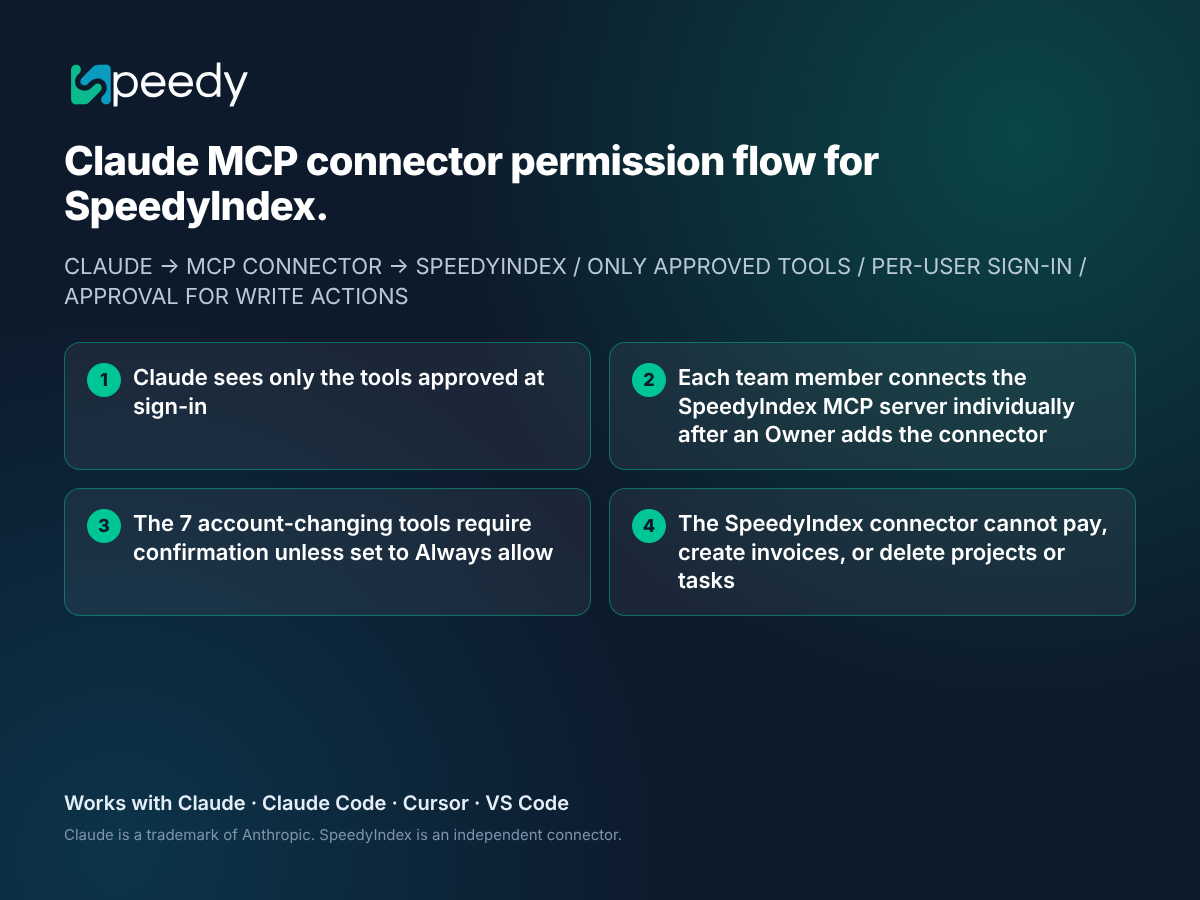 Speedy
Claude MCP connector permission flow for
SpeedyIndex.
CLAUDE → MCP CONNECTOR → SPEEDYINDEX / ONLY APPROVED TOOLS / PER-USER SIGN-IN /
APPROVAL FOR WRITE ACTIONS
1 Claude sees only the tools approved at
sign-in
2 Each team member connects the
SpeedyIndex MCP server individually
after an Owner adds the connector
3 The 7 account-changing tools require
confirmation unless set to Always allow
4 The SpeedyIndex connector cannot pay,
create invoices, or delete projects or
tasks
Works with Claude · Claude Code · Cursor · VS Code
Claude is a trademark of Anthropic. SpeedyIndex is an independent connector.